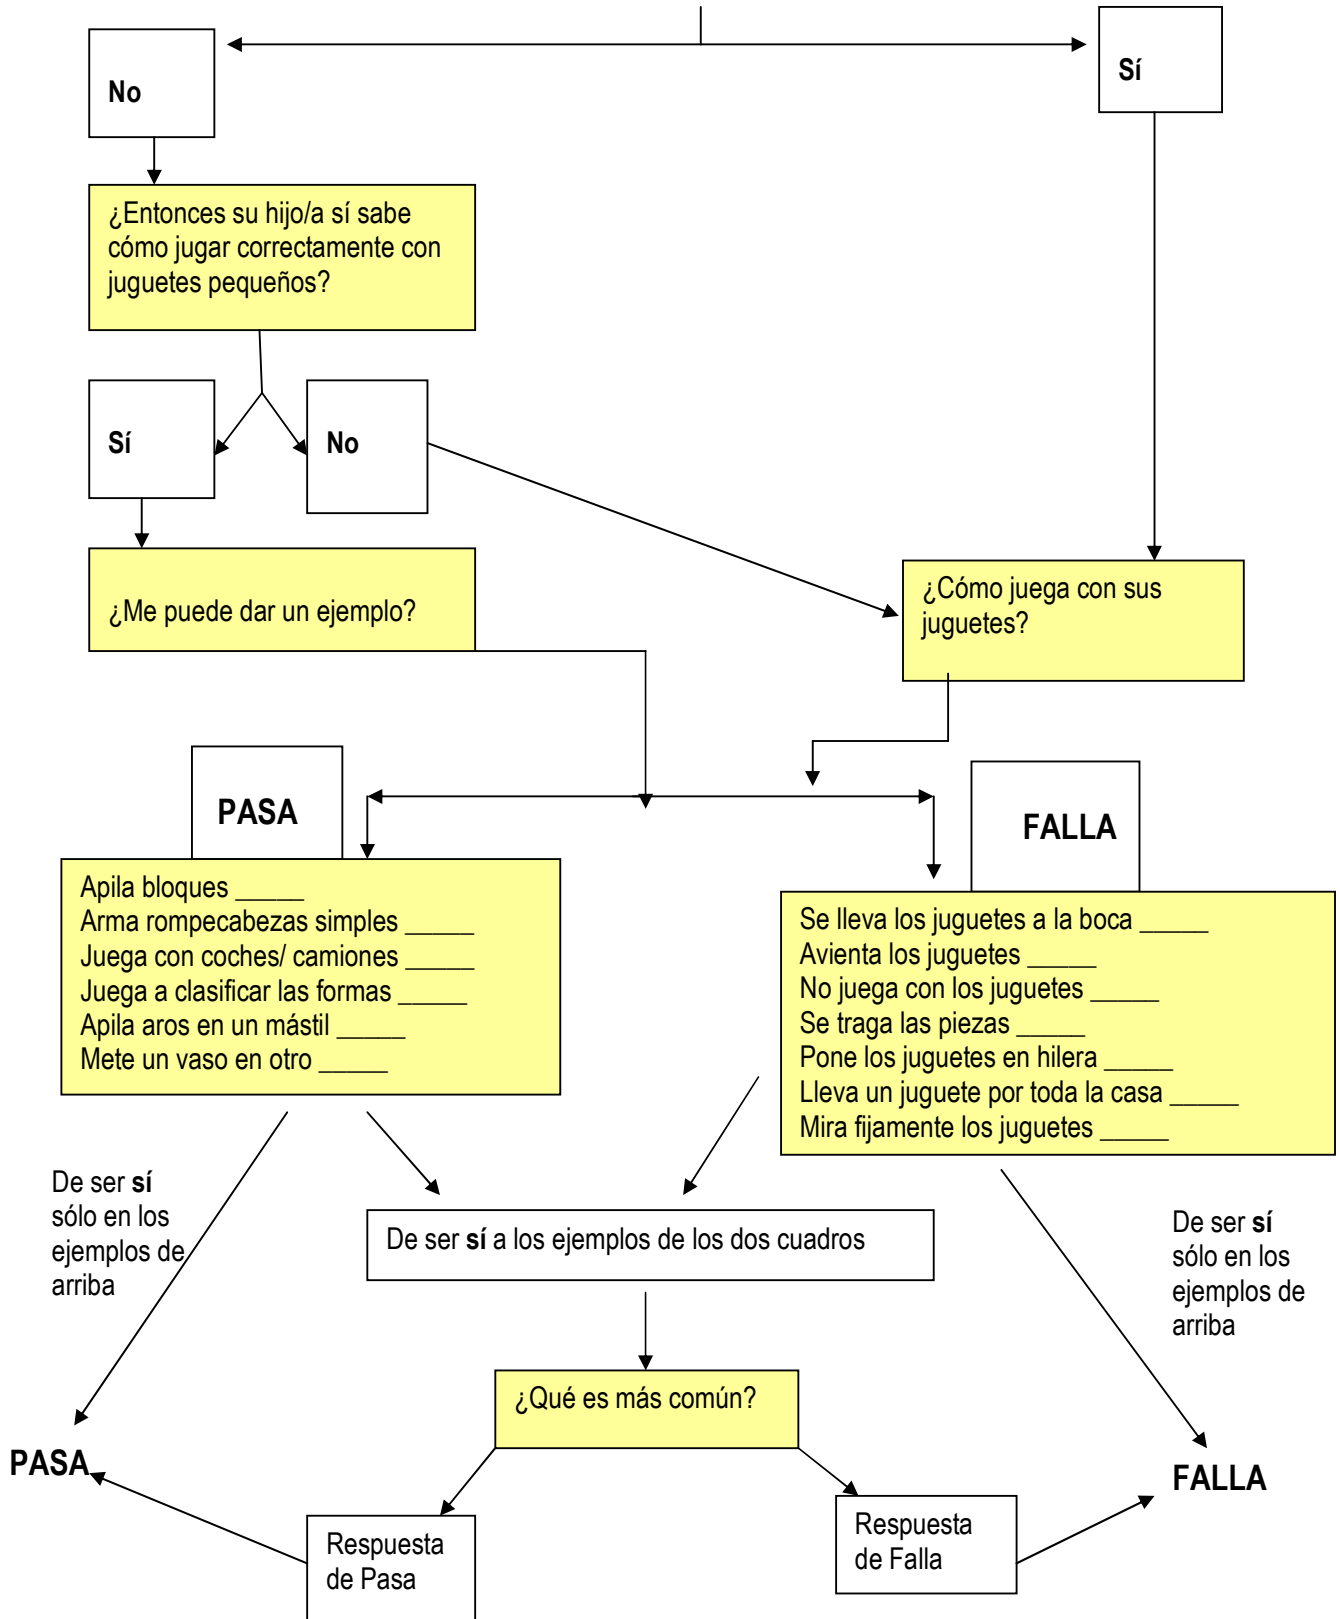 No
Sí
¿Entonces su hijo/a sí sabe
cómo jugar correctamente con
juguetes pequeños?
Sí
No
¿Me puede dar un ejemplo?
¿Cómo juega con sus
juguetes?
PASA
FALLA
Apila bloques _____
Arma rompecabezas simples _____
Juega con coches/ camiones _____
Juega a clasificar las formas _____
Apila aros en un mástil _____
Mete un vaso en otro _____
Se lleva los juguetes a la boca _____
Avienta los juguetes _____
No juega con los juguetes _____
Se traga las piezas _____
Pone los juguetes en hilera _____
Lleva un juguete por toda la casa _____
Mira fijamente los juguetes _____
De ser sí
sólo en los
ejemplos de
arriba
De ser sí a los ejemplos de los dos cuadros
De ser sí
sólo en los
ejemplos de
arriba
¿Qué es más común?
PASA
FALLA
Respuesta
de Pasa
Respuesta
de Falla